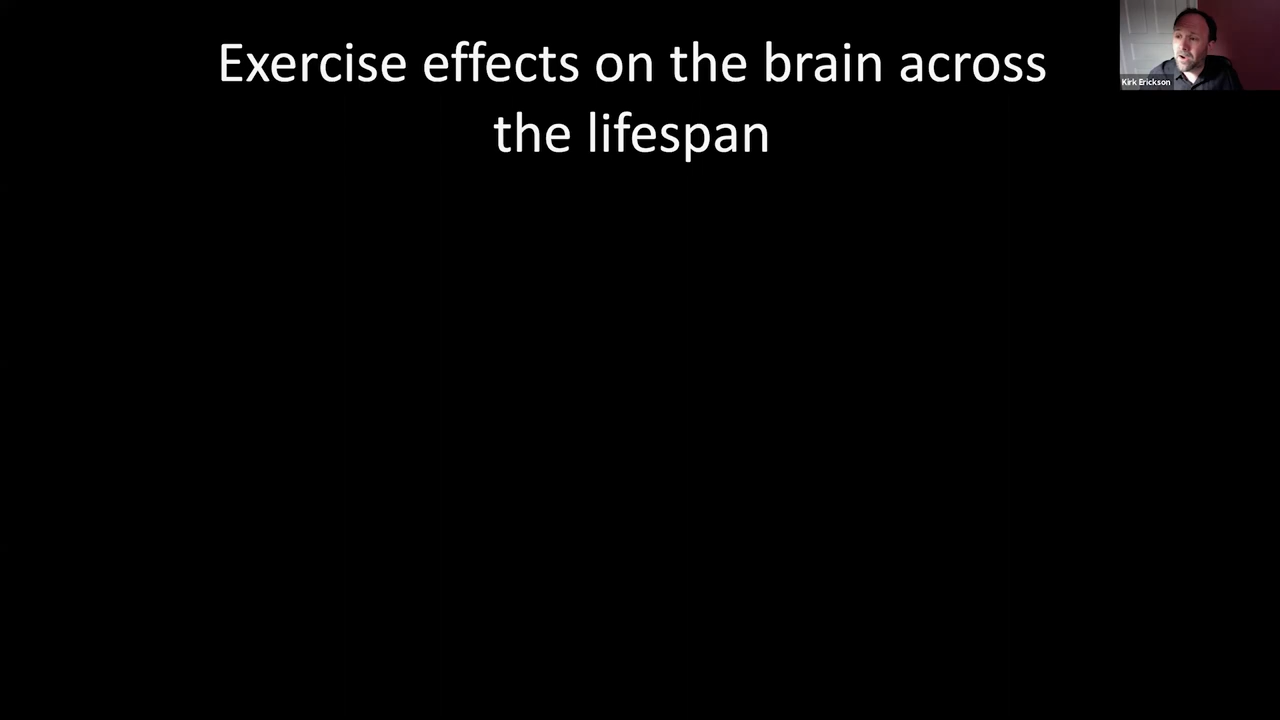 Exercise effects on the brain across
the lifespan
Kirk Erickson